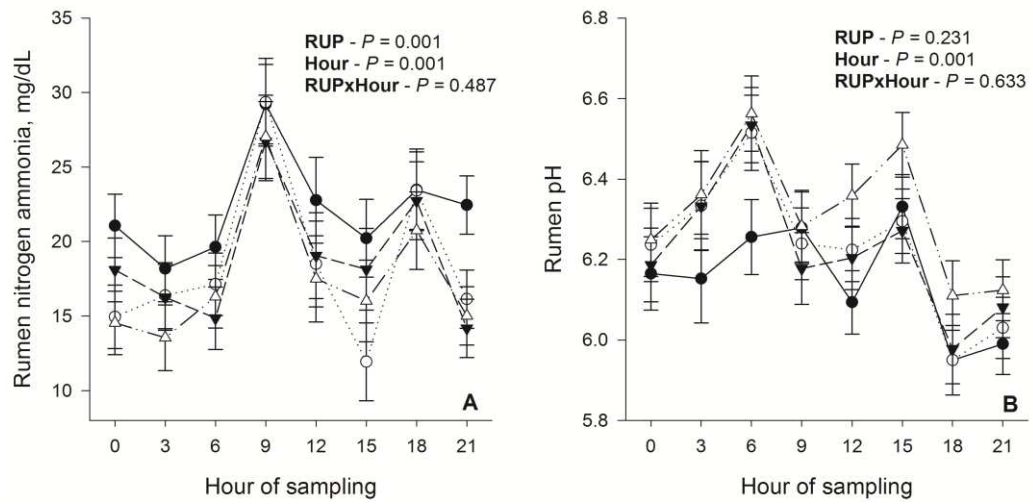 35
30
25
20
15
10
Rumen nitrogen ammonia, mg/dL
RUP - P = 0.001
Hour - P = 0.001
RUPxHour - P = 0.487
A
0 3 6 9 12 15 18 21
Hour of sampling
6.8
6.6
6.4
6.2
6.0
5.8
Rumen pH
RUP - P = 0.231
Hour - P = 0.001
RUPxHour - P = 0.633
B
0 3 6 9 12 15 18 21
Hour of sampling